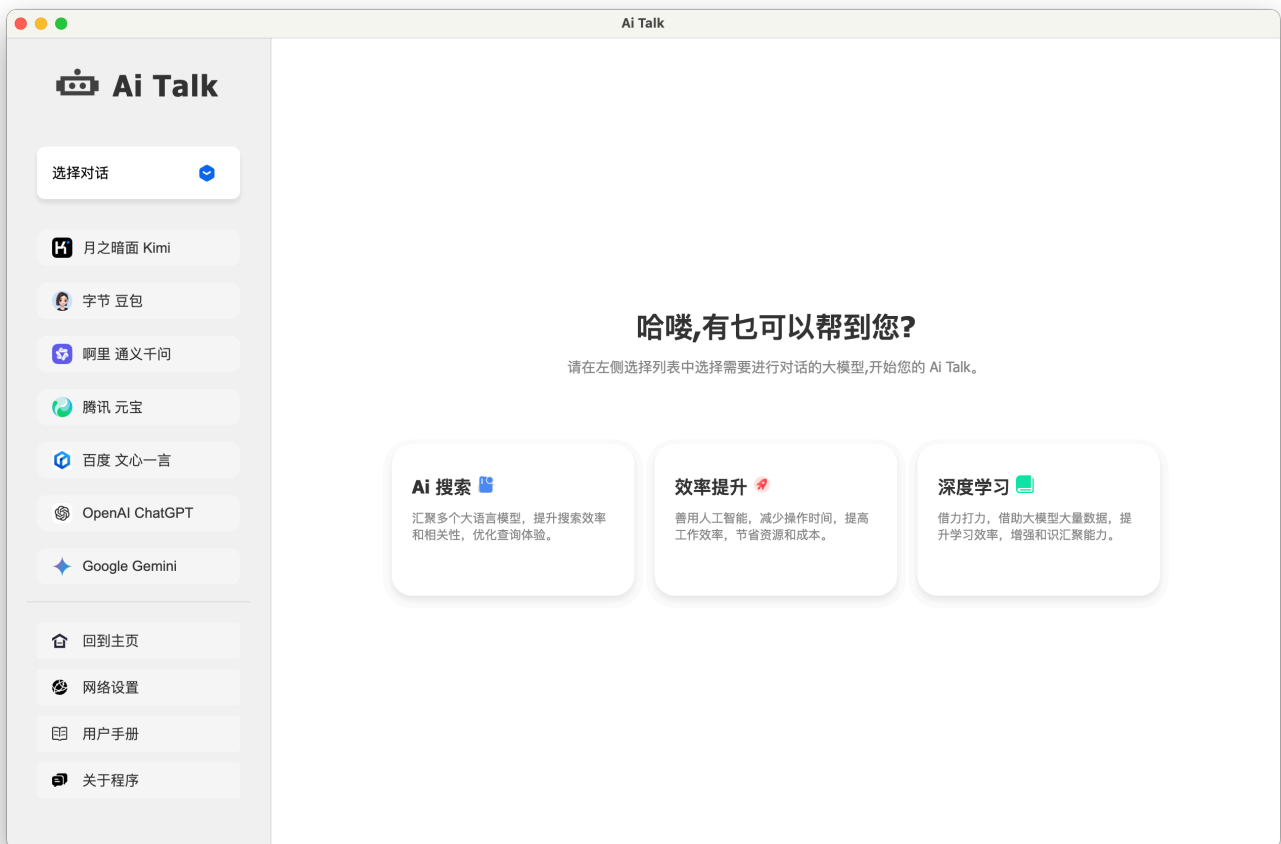 Ai Talk
Ai Talk
选择对话
月之暗面 Kimi
字节 豆包
啊里 通义千问
腾讯 元宝
百度 文心一言
OpenAI ChatGPT
Google Gemini
回到主页
网络设置
用户手册
关于程序
哈喽,有乜可以帮到您?
请在左侧选择列表中选择需要进行对话的大模型,开始您的 Ai Talk。
Ai 搜索
汇聚多个大语言模型，提升搜索效率
和相关性，优化查询体验。
效率提升
善用人工智能，减少操作时间，提高
工作效率，节省资源和成本。
深度学习
借力打力，借助大模型大量数据，提
升学习效率，增强和识汇聚能力。